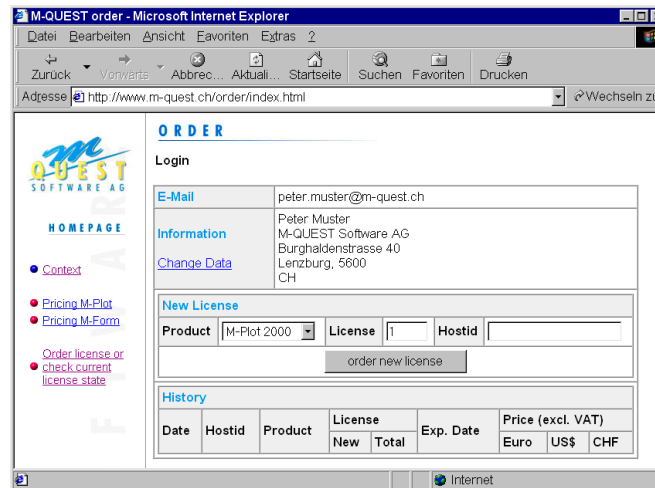 M-QUEST order - Microsoft Internet Explorer
Datei Bearbeiten Ansicht Favoriten Extras ?
Zurück Vorwärts Abbrec... Aktuali... Startseite Suchen Favoriten Drucken
Adresse http://www.m-quest.ch/order/index.html Wechseln zu
m
QUEST
SOFTWARE AG
HOMEPAGE
Context
Pricing M-Plot
Pricing M-Form
Order license or
check current
license state
ORDER
Login
E-Mail peter.muster@m-quest.ch
Information
Change Data
Peter Muster
M-QUEST Software AG
Burghaldenstrasse 40
Lenzburg, 5600
CH
New License
Product M-Plot 2000 License 1 Hostid
order new license
History
Date Hostid Product License Exp. Date Price (excl. VAT)
New Total Euro US$ CHF
Internet